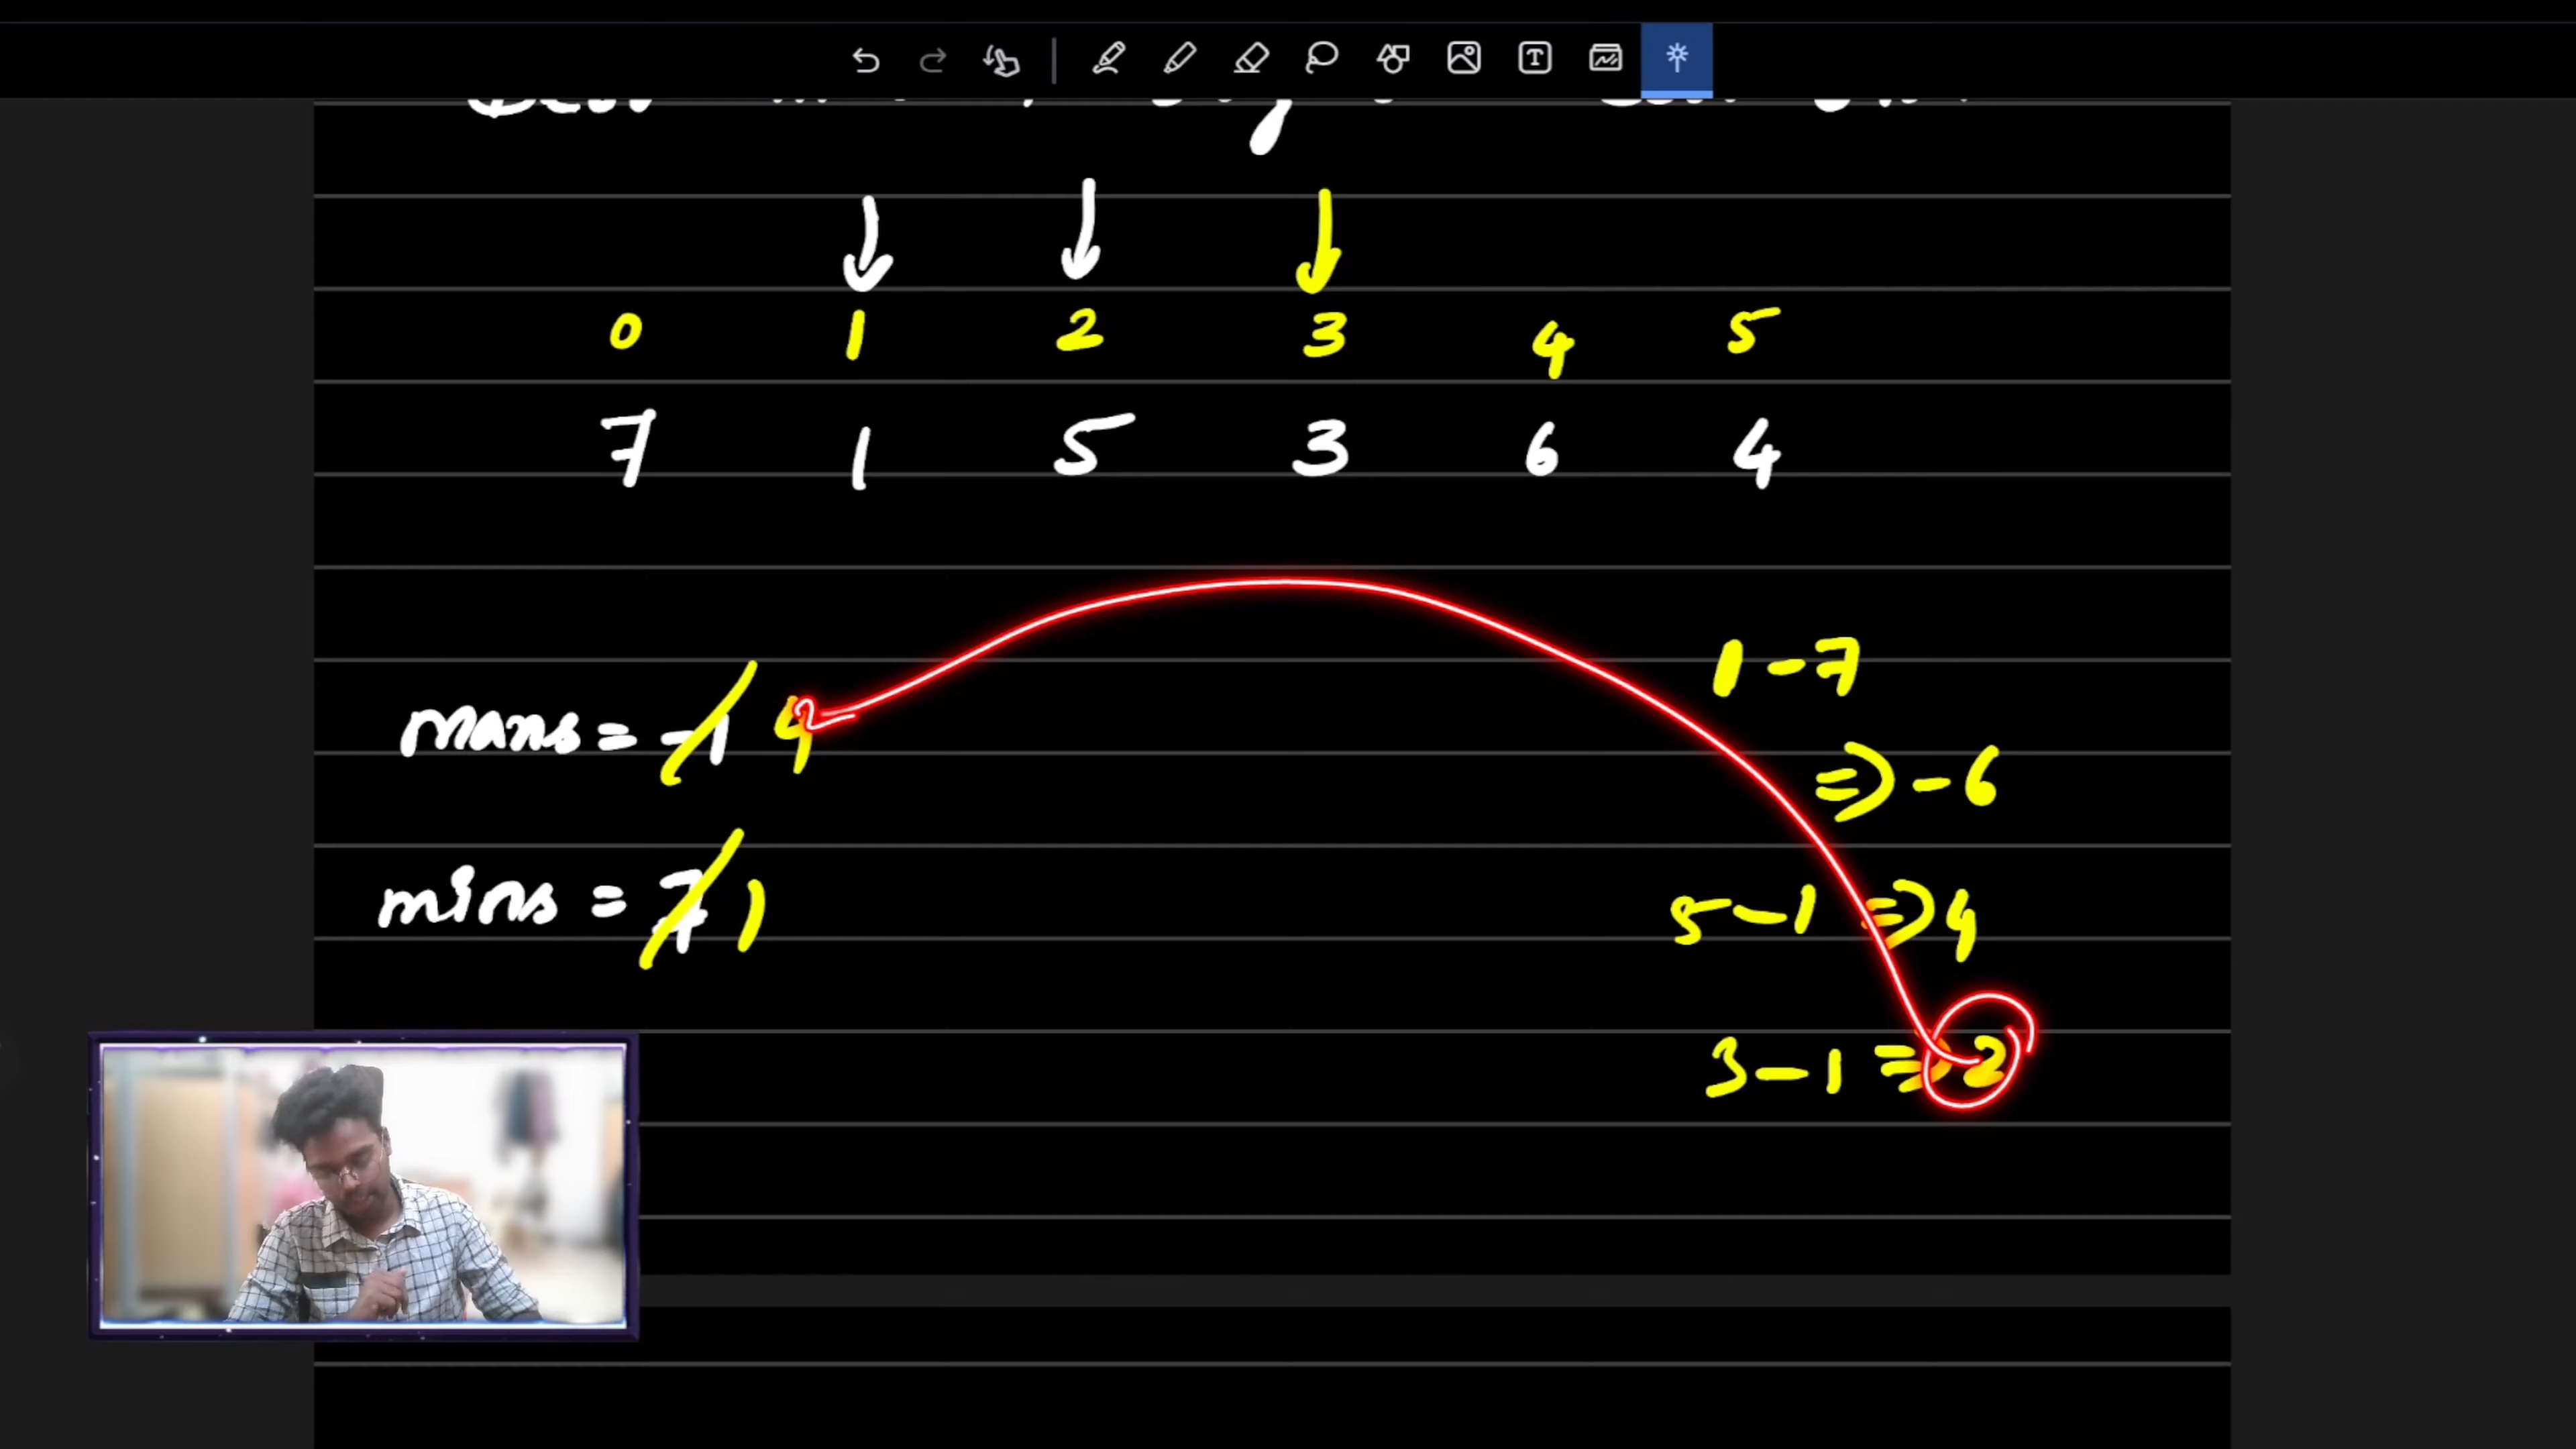 0 1 2 3 4 5
7 1 5 3 6 4
1 - 7
mans = -1 4
=> - 6
mins = 7 1
5 - 1 => 4
3 - 1 => 2